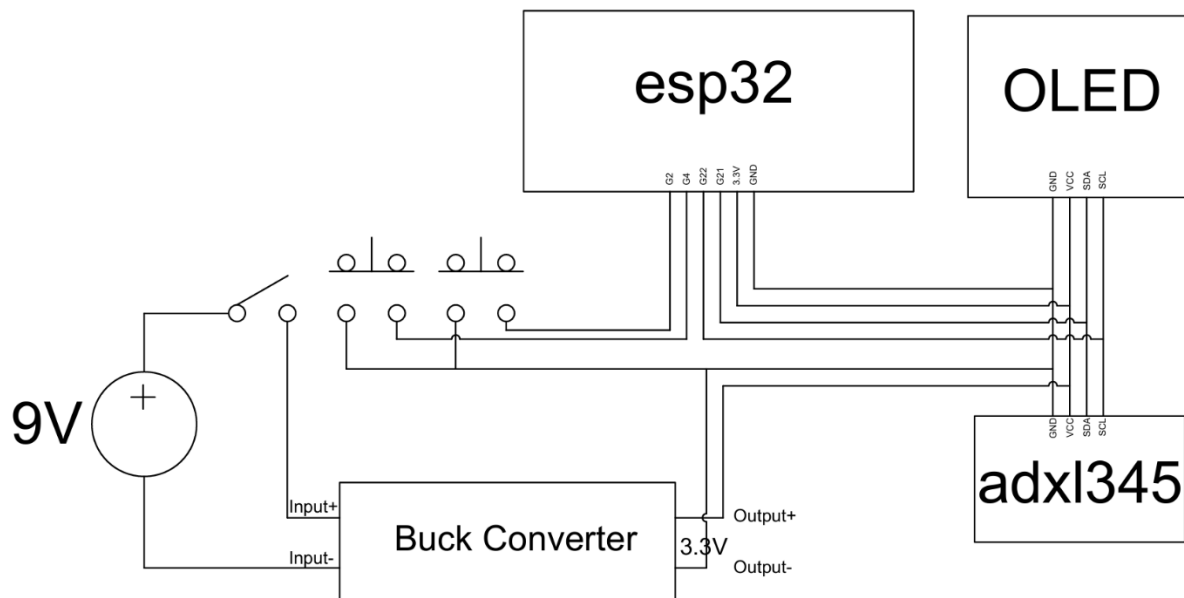 esp32
G2
G4
G22
G21
3.3V
GND
OLED
GND
VCC
SDA
SCL
9V
+
GND
VCC
SDA
SCL
adxl345
Input+
Input-
Buck Converter
3.3V
Output+
Output-